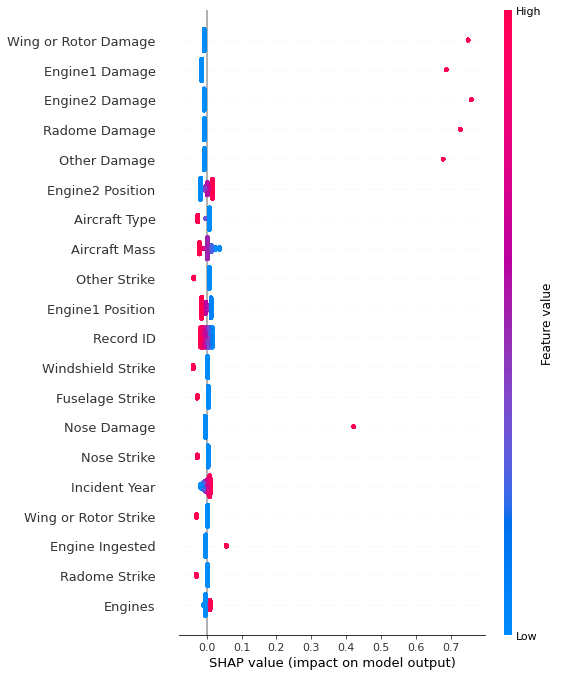 High
Wing or Rotor Damage
Engine1 Damage
Engine2 Damage
Radome Damage
Other Damage
Engine2 Position
Aircraft Type
Aircraft Mass
Other Strike
Engine1 Position
Record ID
Windshield Strike
Fuselage Strike
Nose Damage
Nose Strike
Incident Year
Wing or Rotor Strike
Engine Ingested
Radome Strike
Engines
Feature value
Low
0.0 0.1 0.2 0.3 0.4 0.5 0.6 0.7
SHAP value (impact on model output)